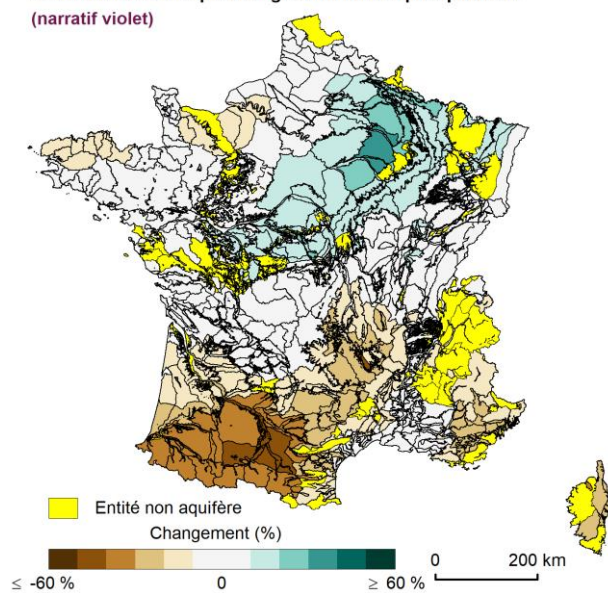 (narratif violet)
Entité non aquifère
Changement (%)
≤ -60 %
0
≥ 60 %
0
200 km